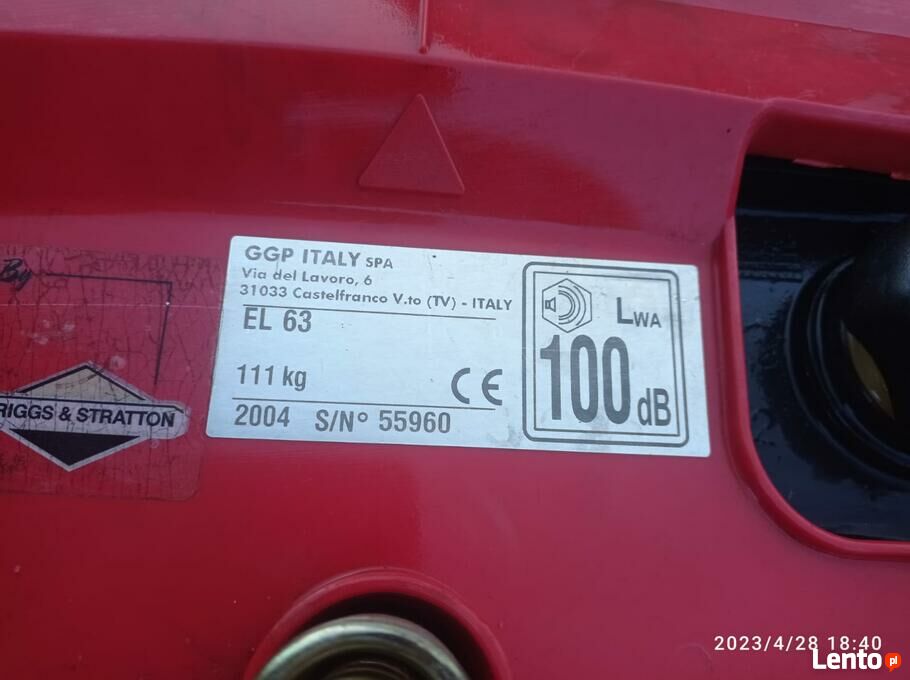 GGP ITALY SPA
Via del Lavoro, 6
31033 Castelfranco V.to (TV) - ITALY
EL 63
111 kg
CE
2004 S/N° 55960
LWA
100 dB
By
RIGGS & STRATTON
2023/4/28 18:40
Lento.pl